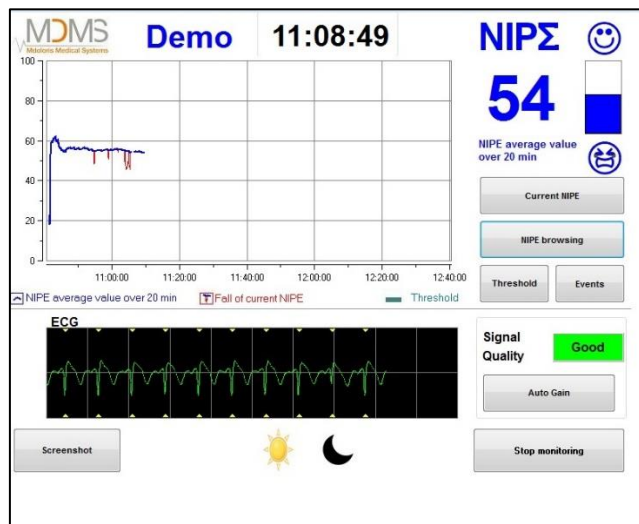 MDMS
Mdoloris Medical Systems
Demo
11:08:49
NIPΣ
100
80
60
40
20
0
11:00:00 11:20:00 11:40:00 12:00:00 12:20:00 12:40:00
NIPE average value over 20 min
Fall of current NIPE
Threshold
54
NIPE average value
over 20 min
Current NIPE
NIPE browsing
Threshold
Events
ECG
Signal
Quality
Good
Auto Gain
Screenshot
Stop monitoring